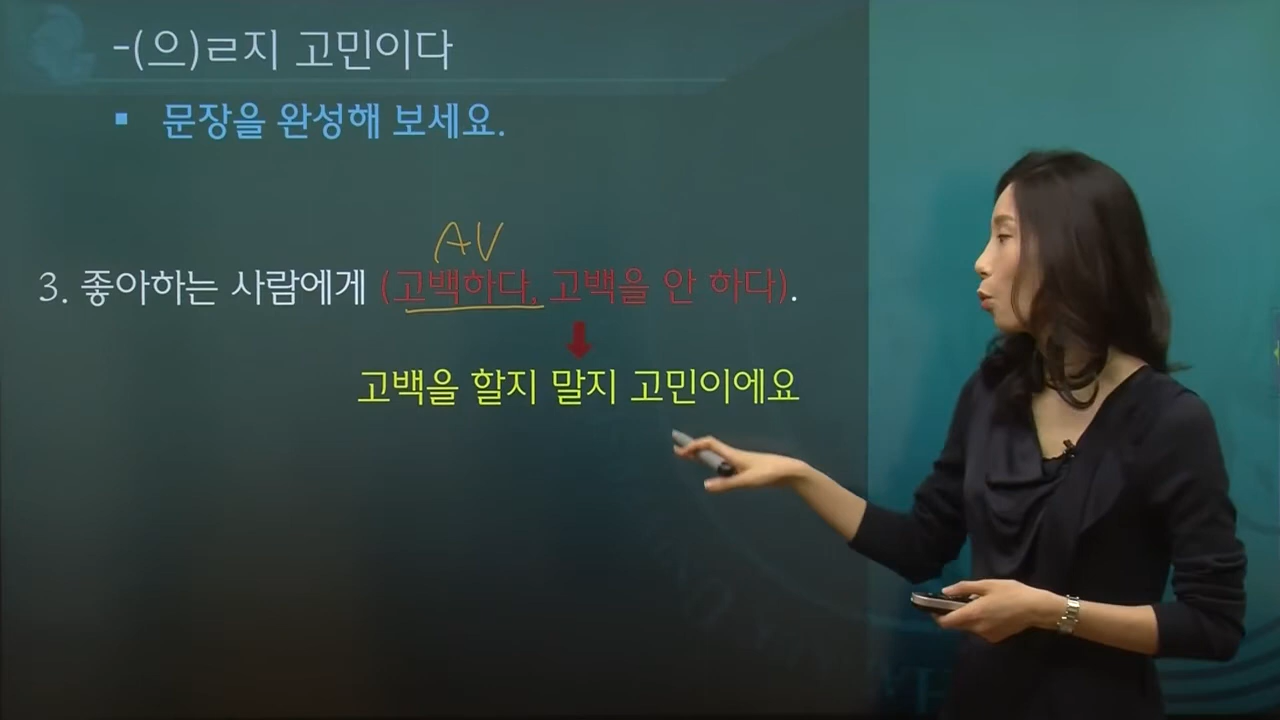 -(으)ㄹ지 고민이다
▪ 문장을 완성해 보세요.
AV
3. 좋아하는 사람에게 (고백하다, 고백을 안 하다).
고백을 할지 말지 고민이에요